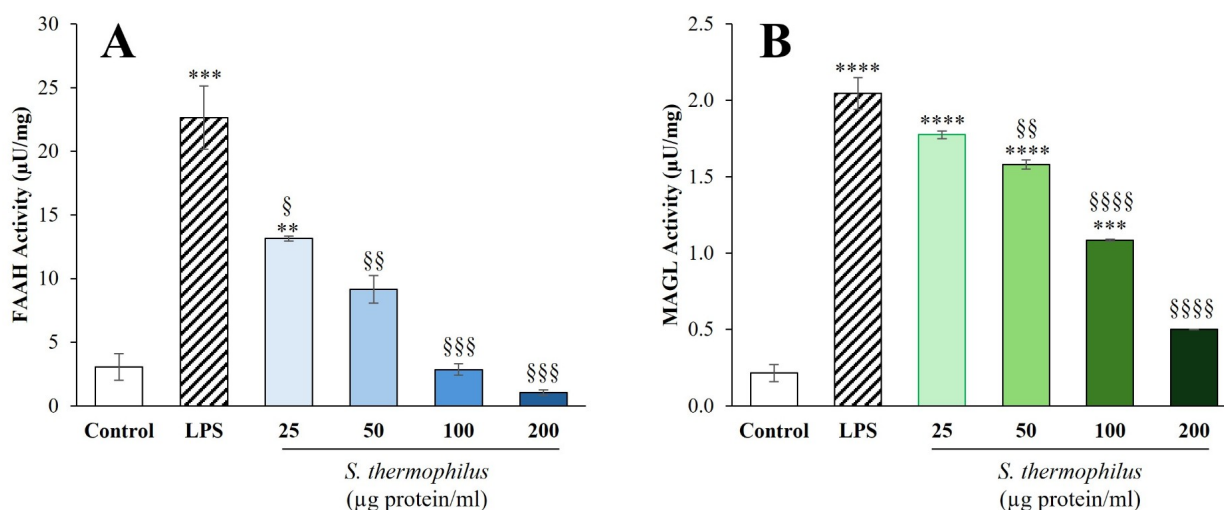 A
FAAH Activity (µU/mg)
30
25
20
15
10
5
0
***
§
**
§§
§§§
§§§
Control LPS 25 50 100 200
S. thermophilus
(µg protein/ml)
B
MAGL Activity (µU/mg)
2.5
2.0
1.5
1.0
0.5
0.0
****
****
§§
****
§§§§
***
§§§§
Control LPS 25 50 100 200
S. thermophilus
(µg protein/ml)